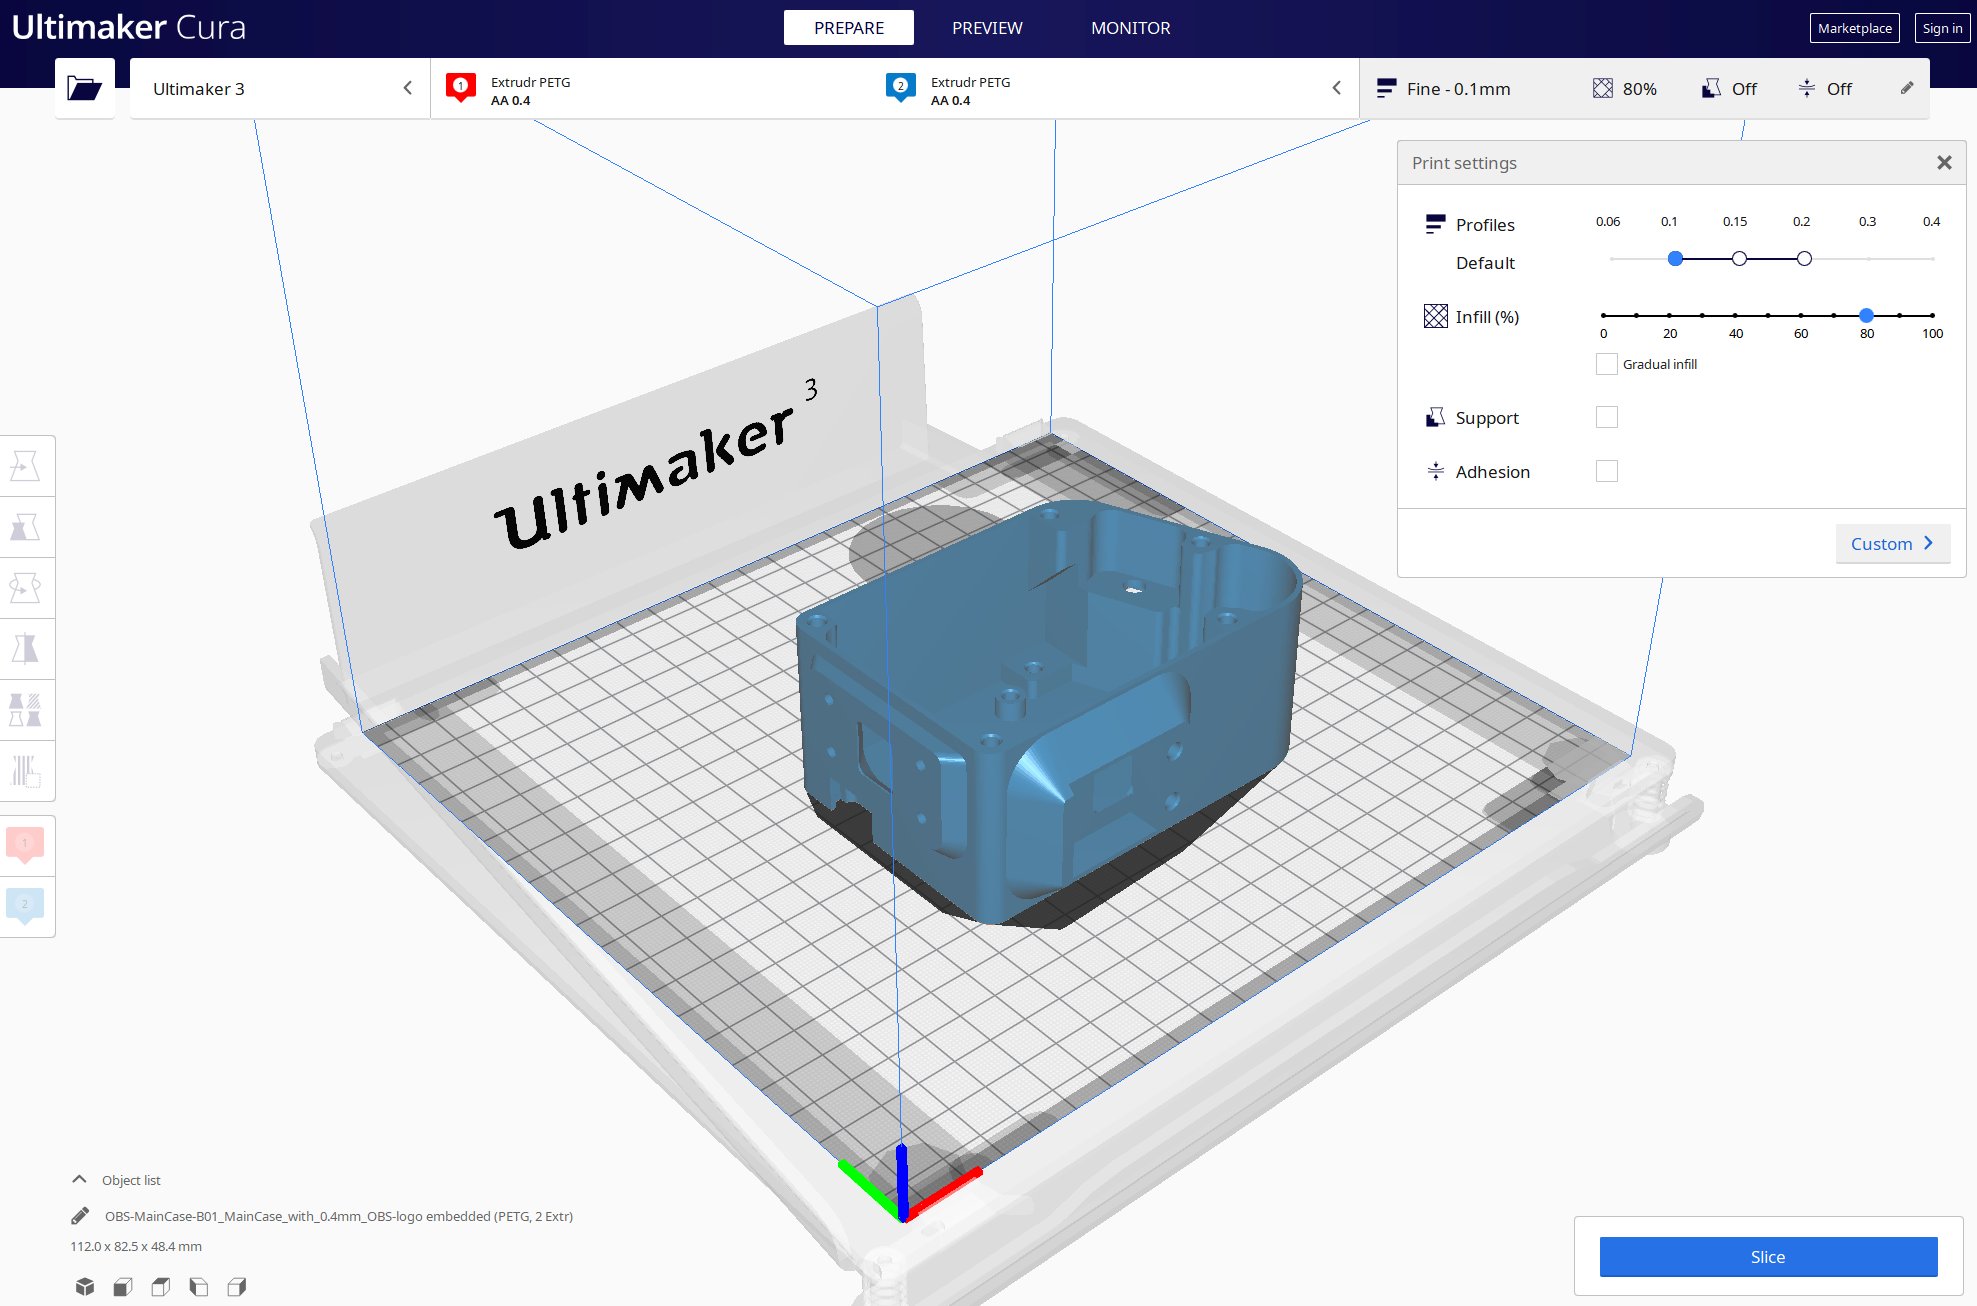 Ultimaker Cura
PREPARE
PREVIEW
MONITOR
Marketplace
Sign in
Ultimaker 3
1
Extrudr PETG
AA 0.4
2
Extrudr PETG
AA 0.4
Fine - 0.1mm
80%
Off
Off
Print settings
Profiles
0.06 0.1 0.15 0.2 0.3 0.4
Default
Infill (%)
0 20 40 60 80 100
Gradual infill
Support
Adhesion
Custom
Ultimaker 3
1
2
Object list
OBS-MainCase-B01_MainCase_with_0.4mm_OBS-logo embedded (PETG, 2 Extr)
112.0 x 82.5 x 48.4 mm
Slice